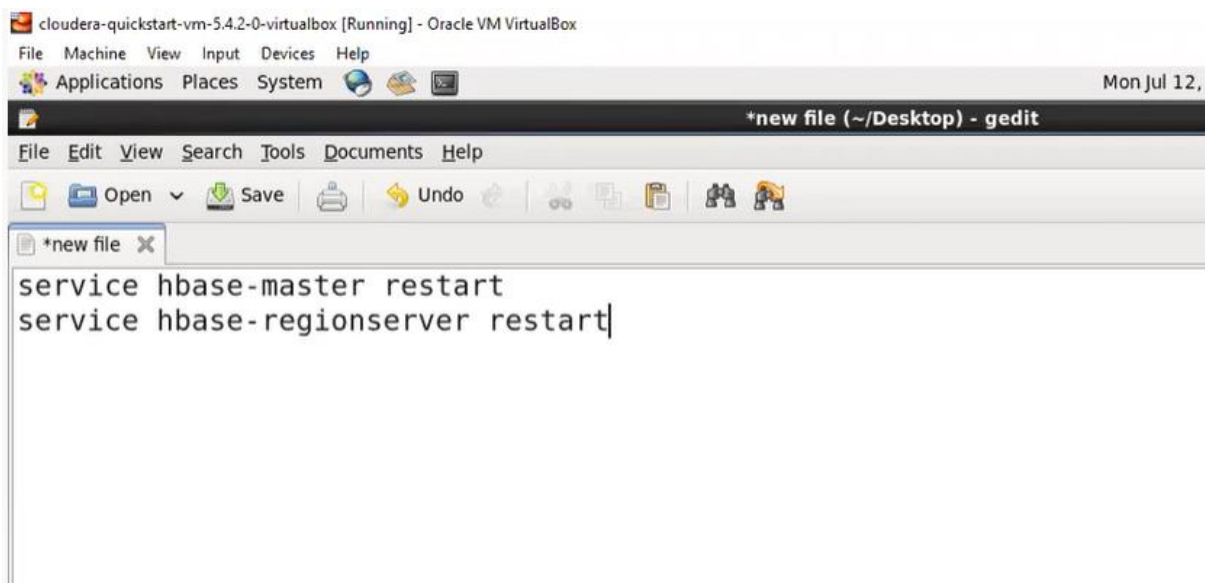 cloudera-quickstart-vm-5.4.2-0-virtualbox [Running] - Oracle VM VirtualBox
File Machine View Input Devices Help
Applications Places System Mon Jul 12,
*new file (~/Desktop) - gedit
File Edit View Search Tools Documents Help
Open Save Undo
*new file
service hbase-master restart
service hbase-regionserver restart